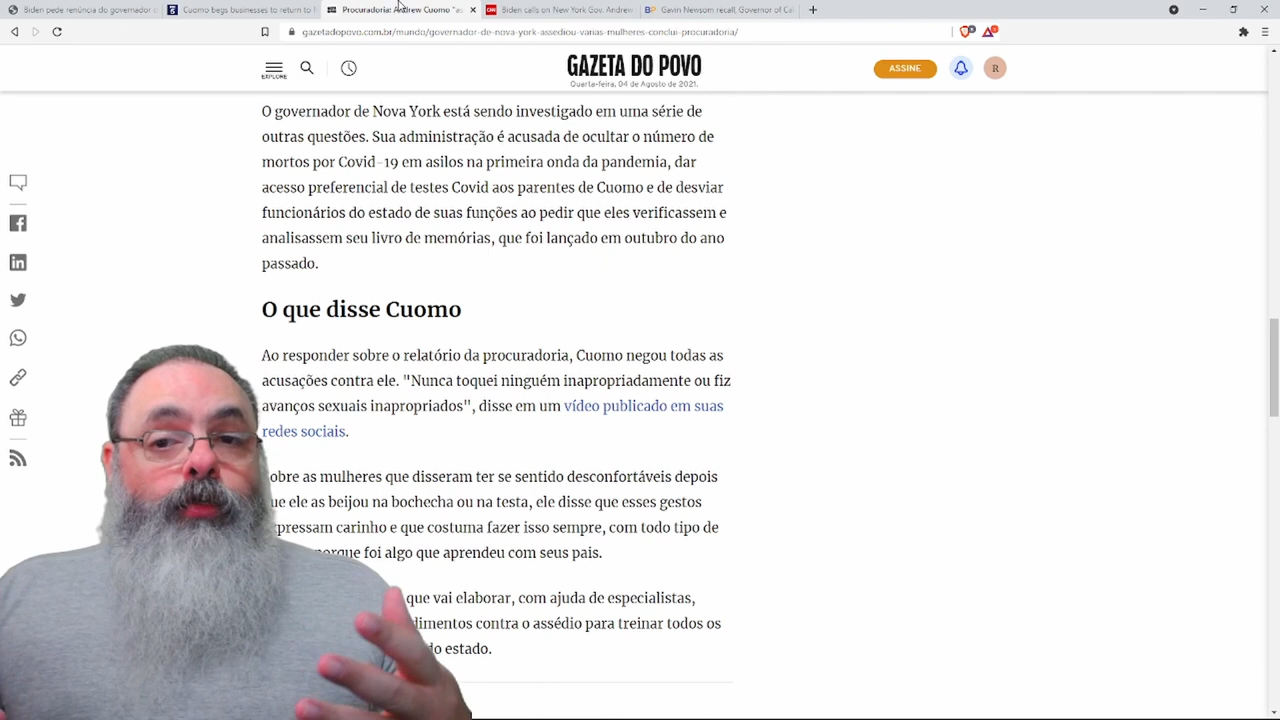 Biden pede renúncia do governador d
Cuomo begs businesses to return to
Procuradoria: Andrew Cuomo "as
Biden calls on New York Gov. Andrew
Gavin Newsom recall, Governor of Cal
gazetadopovo.com.br/mundo/governador-de-nova-york-assediou-varias-mulheres-conclui-procuradoria/
EXPLORE
GAZETA DO POVO
Quarta-feira, 04 de Agosto de 2021.
ASSINE
R
O governador de Nova York está sendo investigado em uma série de
outras questões. Sua administração é acusada de ocultar o número de
mortos por Covid-19 em asilos na primeira onda da pandemia, dar
acesso preferencial de testes Covid aos parentes de Cuomo e de desviar
funcionários do estado de suas funções ao pedir que eles verificassem e
analisassem seu livro de memórias, que foi lançado em outubro do ano
passado.
O que disse Cuomo
Ao responder sobre o relatório da procuradoria, Cuomo negou todas as
acusações contra ele. "Nunca toquei ninguém inapropriadamente ou fiz
avanços sexuais inapropriados", disse em um vídeo publicado em suas
redes sociais.
obre as mulheres que disseram ter se sentido desconfortáveis depois
ue ele as beijou na bochecha ou na testa, ele disse que esses gestos
xpressam carinho e que costuma fazer isso sempre, com todo tipo de
orque foi algo que aprendeu com seus pais.
que vai elaborar, com ajuda de especialistas,
dimentos contra o assédio para treinar todos os
do estado.